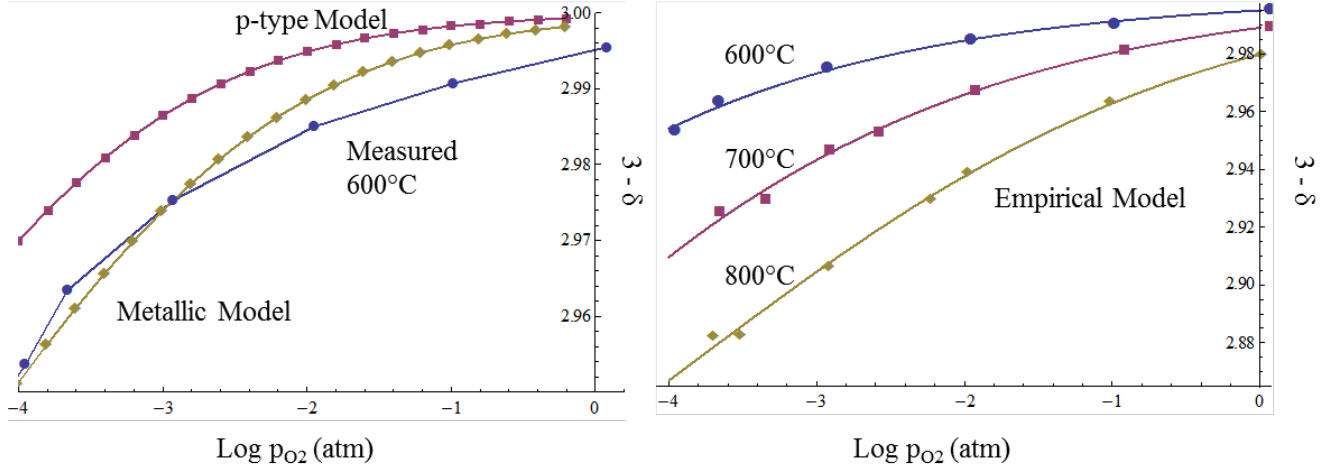 p-type Model
3.00
2.99
Measured
600°C
2.98
3 - δ
2.97
Metallic Model
2.96
−4
−3
−2
−1
0
Log pO2 (atm)
600°C
2.98
2.96
700°C
2.94
3 - δ
Empirical Model
2.92
800°C
2.90
2.88
−4
−3
−2
−1
0
Log pO2 (atm)